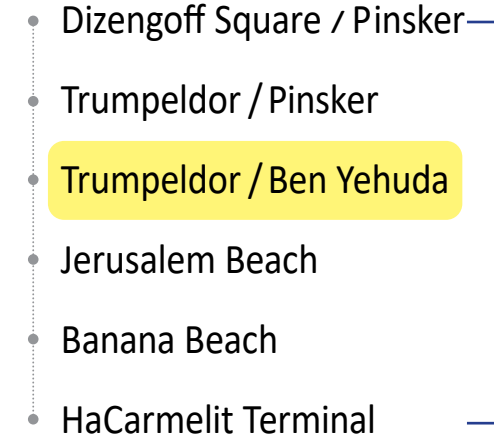 Dizengoff Square / Pinsker
Trumpeldor / Pinsker
Trumpeldor / Ben Yehuda
Jerusalem Beach
Banana Beach
HaCarmelit Terminal